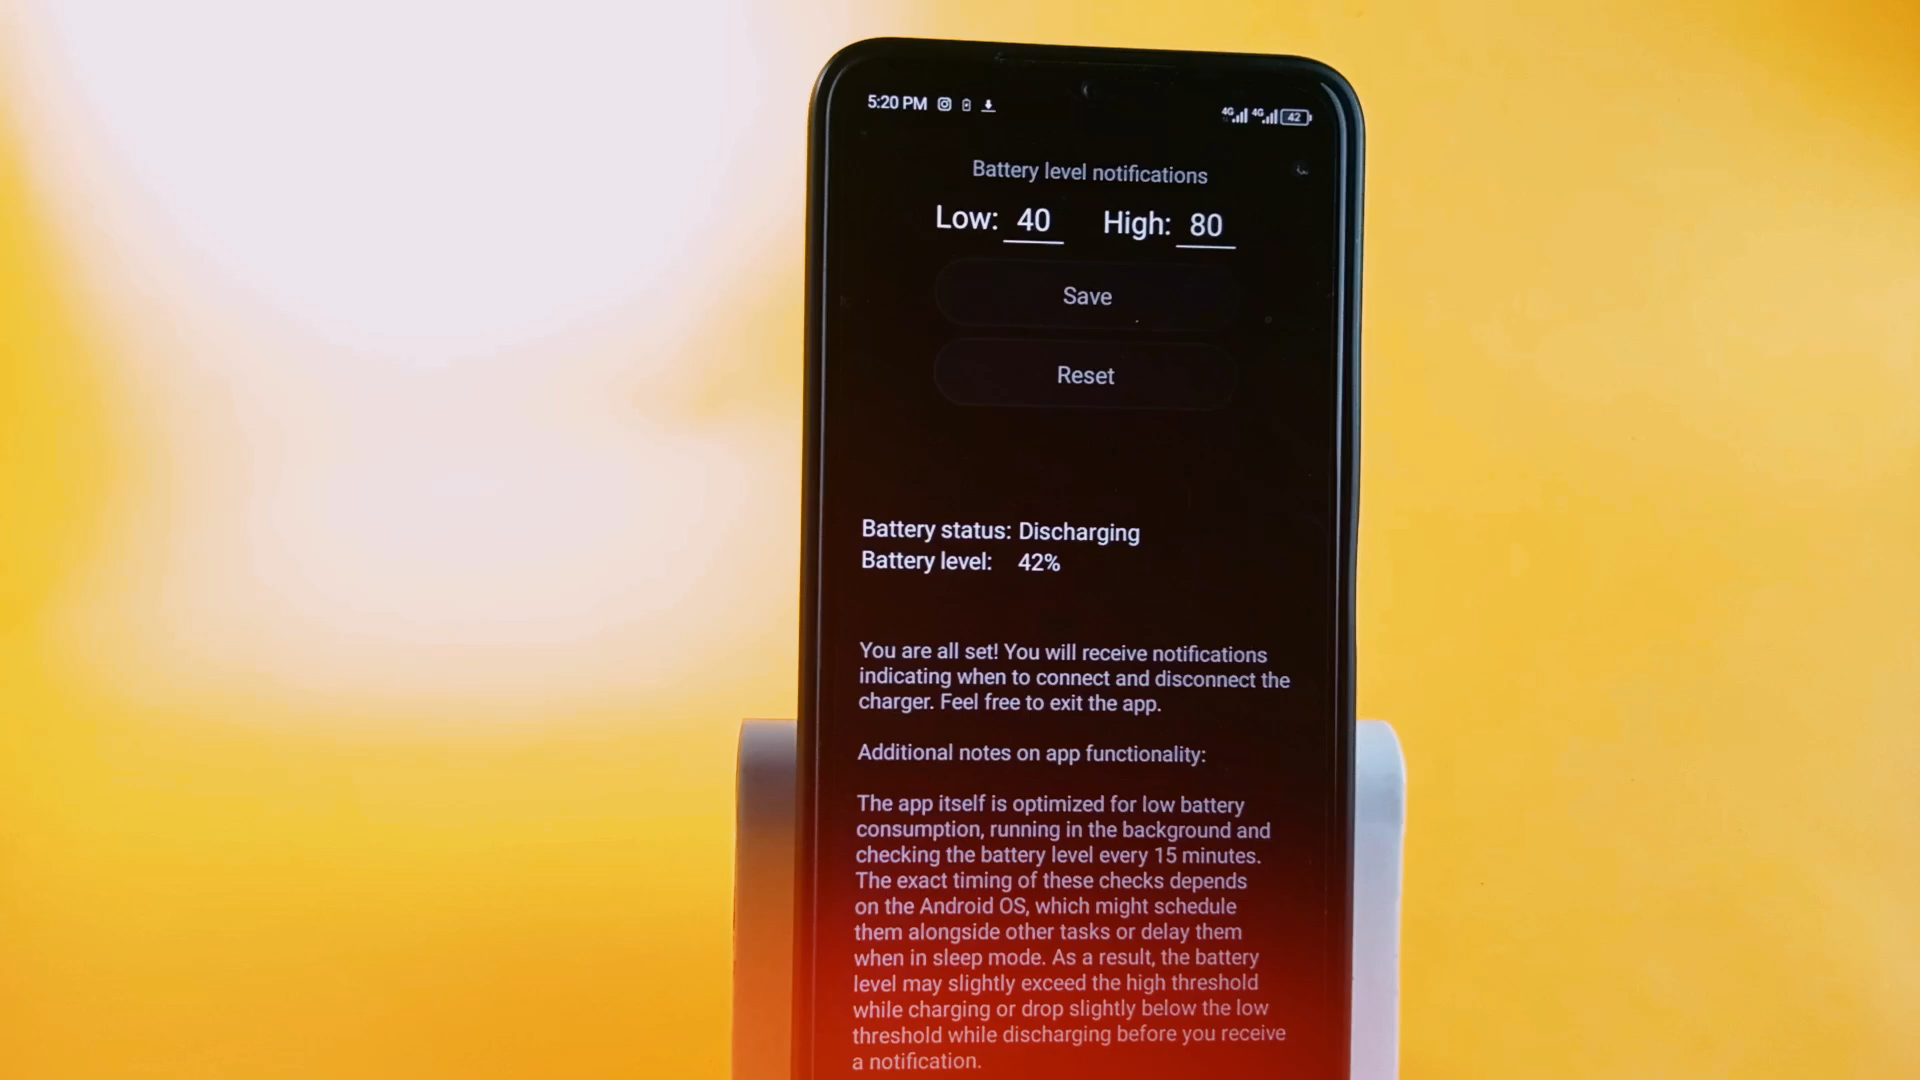 5:20 PM 4G 4G 42
Battery level notifications
Low: 40 High: 80
Save
Reset
Battery status: Discharging
Battery level: 42%
You are all set! You will receive notifications
indicating when to connect and disconnect the
charger. Feel free to exit the app.
Additional notes on app functionality:
The app itself is optimized for low battery
consumption, running in the background and
checking the battery level every 15 minutes.
The exact timing of these checks depends
on the Android OS, which might schedule
them alongside other tasks or delay them
when in sleep mode. As a result, the battery
level may slightly exceed the high threshold
while charging or drop slightly below the low
threshold while discharging before you receive
a notification.